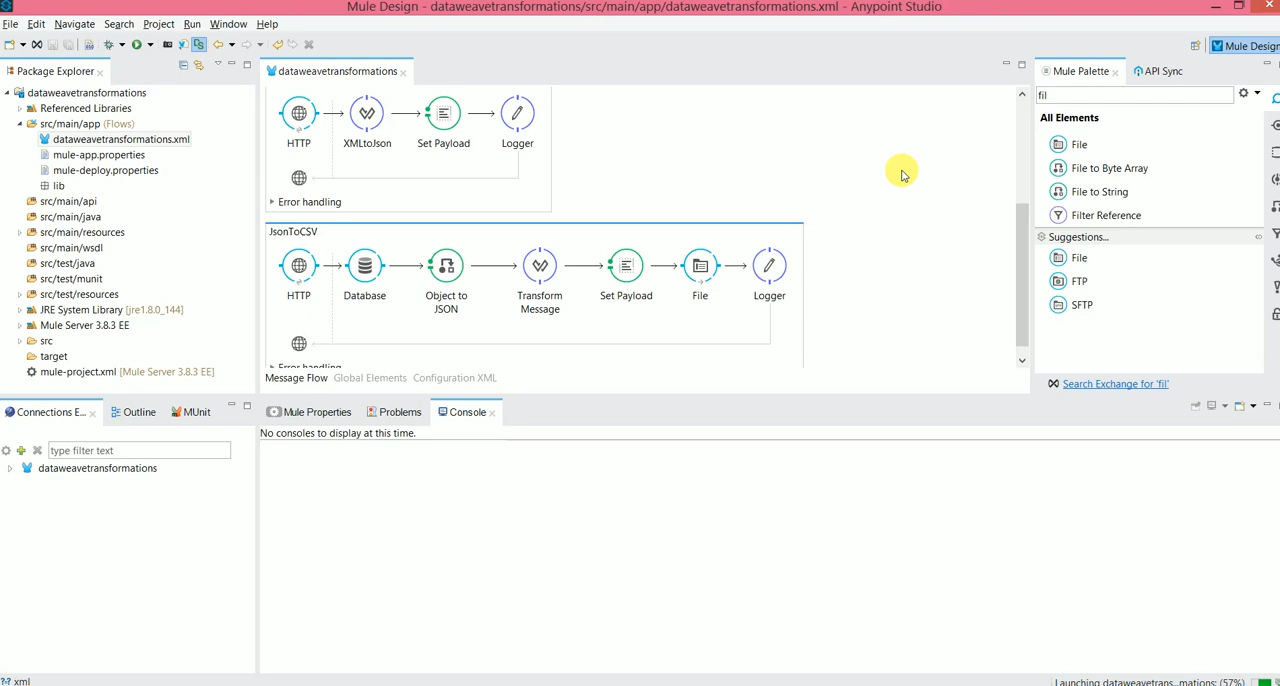 Mule Design - dataweavetransformations/src/main/app/dataweavetransformations.xml - Anypoint Studio
File Edit Navigate Search Project Run Window Help
Mule Design
Package Explorer
dataweavetransformations
Referenced Libraries
src/main/app (Flows)
dataweavetransformations.xml
mule-app.properties
mule-deploy.properties
lib
src/main/api
src/main/java
src/main/resources
src/main/wsdl
src/test/java
src/test/munit
src/test/resources
JRE System Library [jre1.8.0_144]
Mule Server 3.8.3 EE
src
target
mule-project.xml [Mule Server 3.8.3 EE]
dataweavetransformations
HTTP XMLtoJson Set Payload Logger
Error handling
JsonToCSV
HTTP Database Object to JSON Transform Message Set Payload File Logger
Error handling
Message Flow Global Elements Configuration XML
Mule Palette API Sync
fil
All Elements
File
File to Byte Array
File to String
Filter Reference
Suggestions...
File
FTP
SFTP
Search Exchange for 'fil'
Connections E... Outline MUnit
type filter text
dataweavetransformations
Mule Properties Problems Console
No consoles to display at this time.
xml
Launching dataweavetrans...mations: (57%)